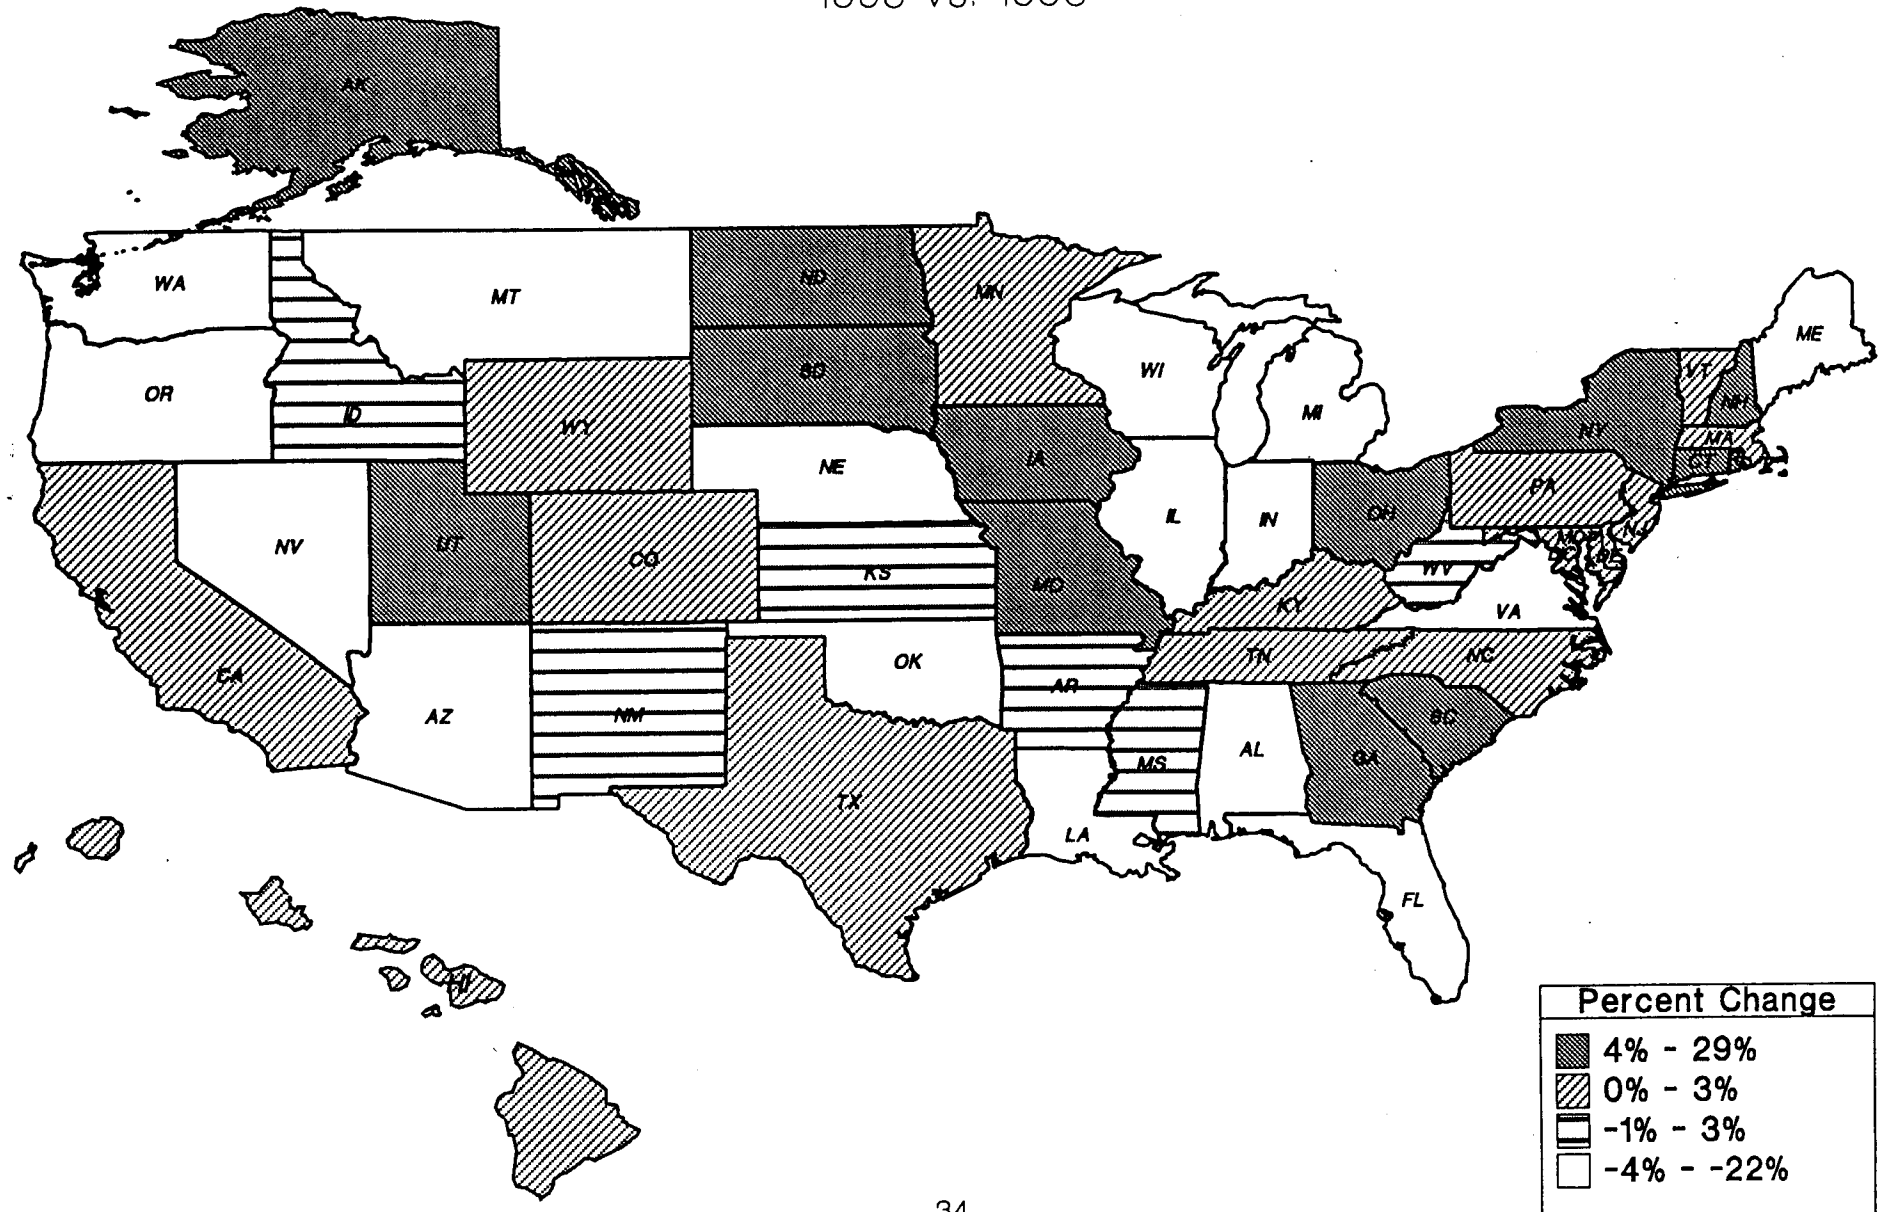 AK
WA
MT
ND
MN
ME
OR
ID
WY
SD
WI
MI
VT
NH
NY
MA
CT
NE
IA
PA
NV
UT
CO
KS
MO
IL
IN
OH
NJ
WV
VA
KY
CA
AZ
NM
OK
AR
TN
NC
TX
LA
MS
AL
GA
SC
FL
HI
Percent Change
4% - 29%
0% - 3%
-1% - 3%
-4% - -22%